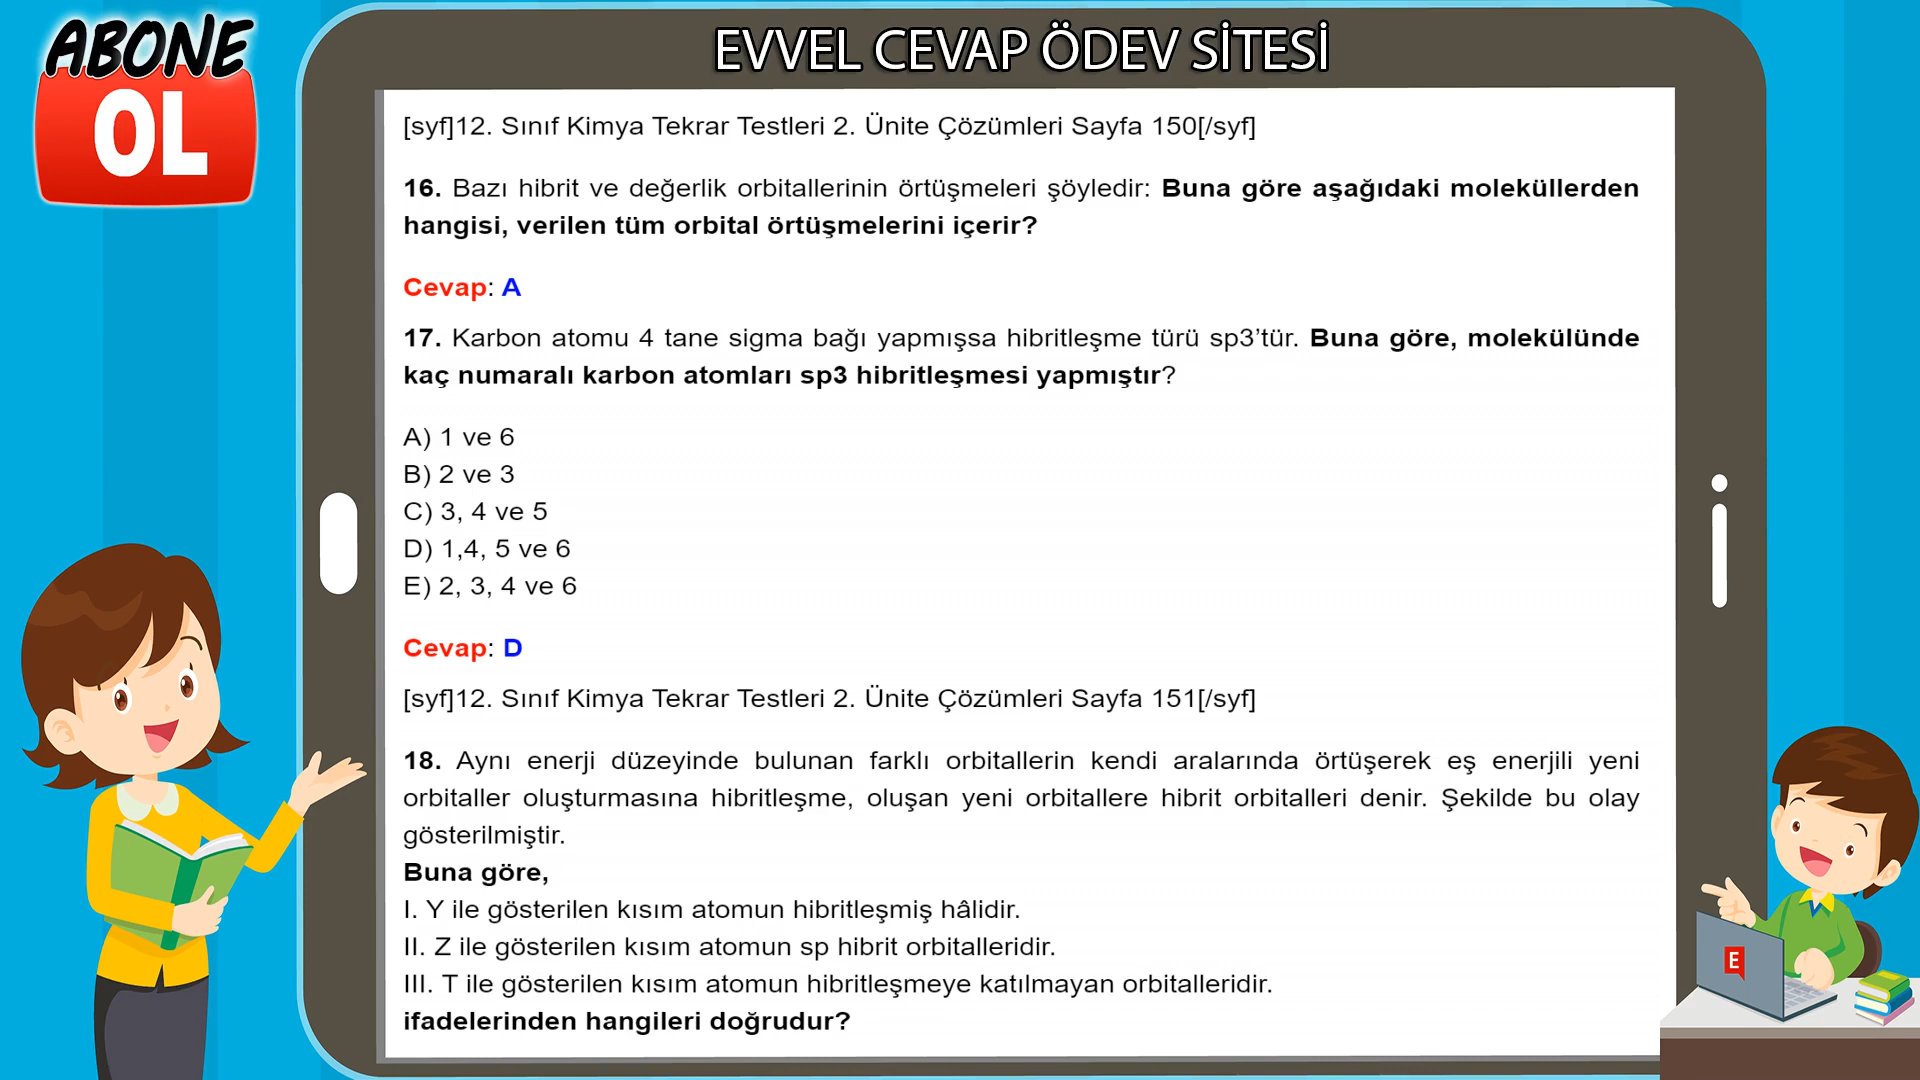 ABONE
OL
EVVEL CEVAP ÖDEV SİTESİ
[syf]12. Sınıf Kimya Tekrar Testleri 2. Ünite Çözümleri Sayfa 150[/syf]
16. Bazı hibrit ve değerlik orbitallerinin örtüşmeleri şöyledir: Buna göre aşağıdaki moleküllerden
hangisi, verilen tüm orbital örtüşmelerini içerir?
Cevap: A
17. Karbon atomu 4 tane sigma bağı yapmışsa hibritleşme türü sp3’tür. Buna göre, molekülünde
kaç numaralı karbon atomları sp3 hibritleşmesi yapmıştır?
A) 1 ve 6
B) 2 ve 3
C) 3, 4 ve 5
D) 1,4, 5 ve 6
E) 2, 3, 4 ve 6
Cevap: D
[syf]12. Sınıf Kimya Tekrar Testleri 2. Ünite Çözümleri Sayfa 151[/syf]
18. Aynı enerji düzeyinde bulunan farklı orbitallerin kendi aralarında örtüşerek eş enerjili yeni
orbitaller oluşturmasına hibritleşme, oluşan yeni orbitallere hibrit orbitalleri denir. Şekilde bu olay
gösterilmiştir.
Buna göre,
I. Y ile gösterilen kısım atomun hibritleşmiş hâlidir.
II. Z ile gösterilen kısım atomun sp hibrit orbitalleridir.
III. T ile gösterilen kısım atomun hibritleşmeye katılmayan orbitalleridir.
ifadelerinden hangileri doğrudur?
E